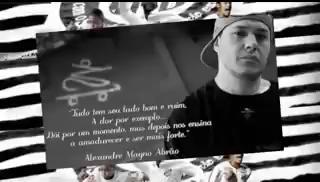 "Tudo tem seu lado bom e ruim,
A dor por exemplo...
Dói por um momento, mas depois nos ensina
a amadurecer e ser mais forte."
Alexandre Magno Abrão